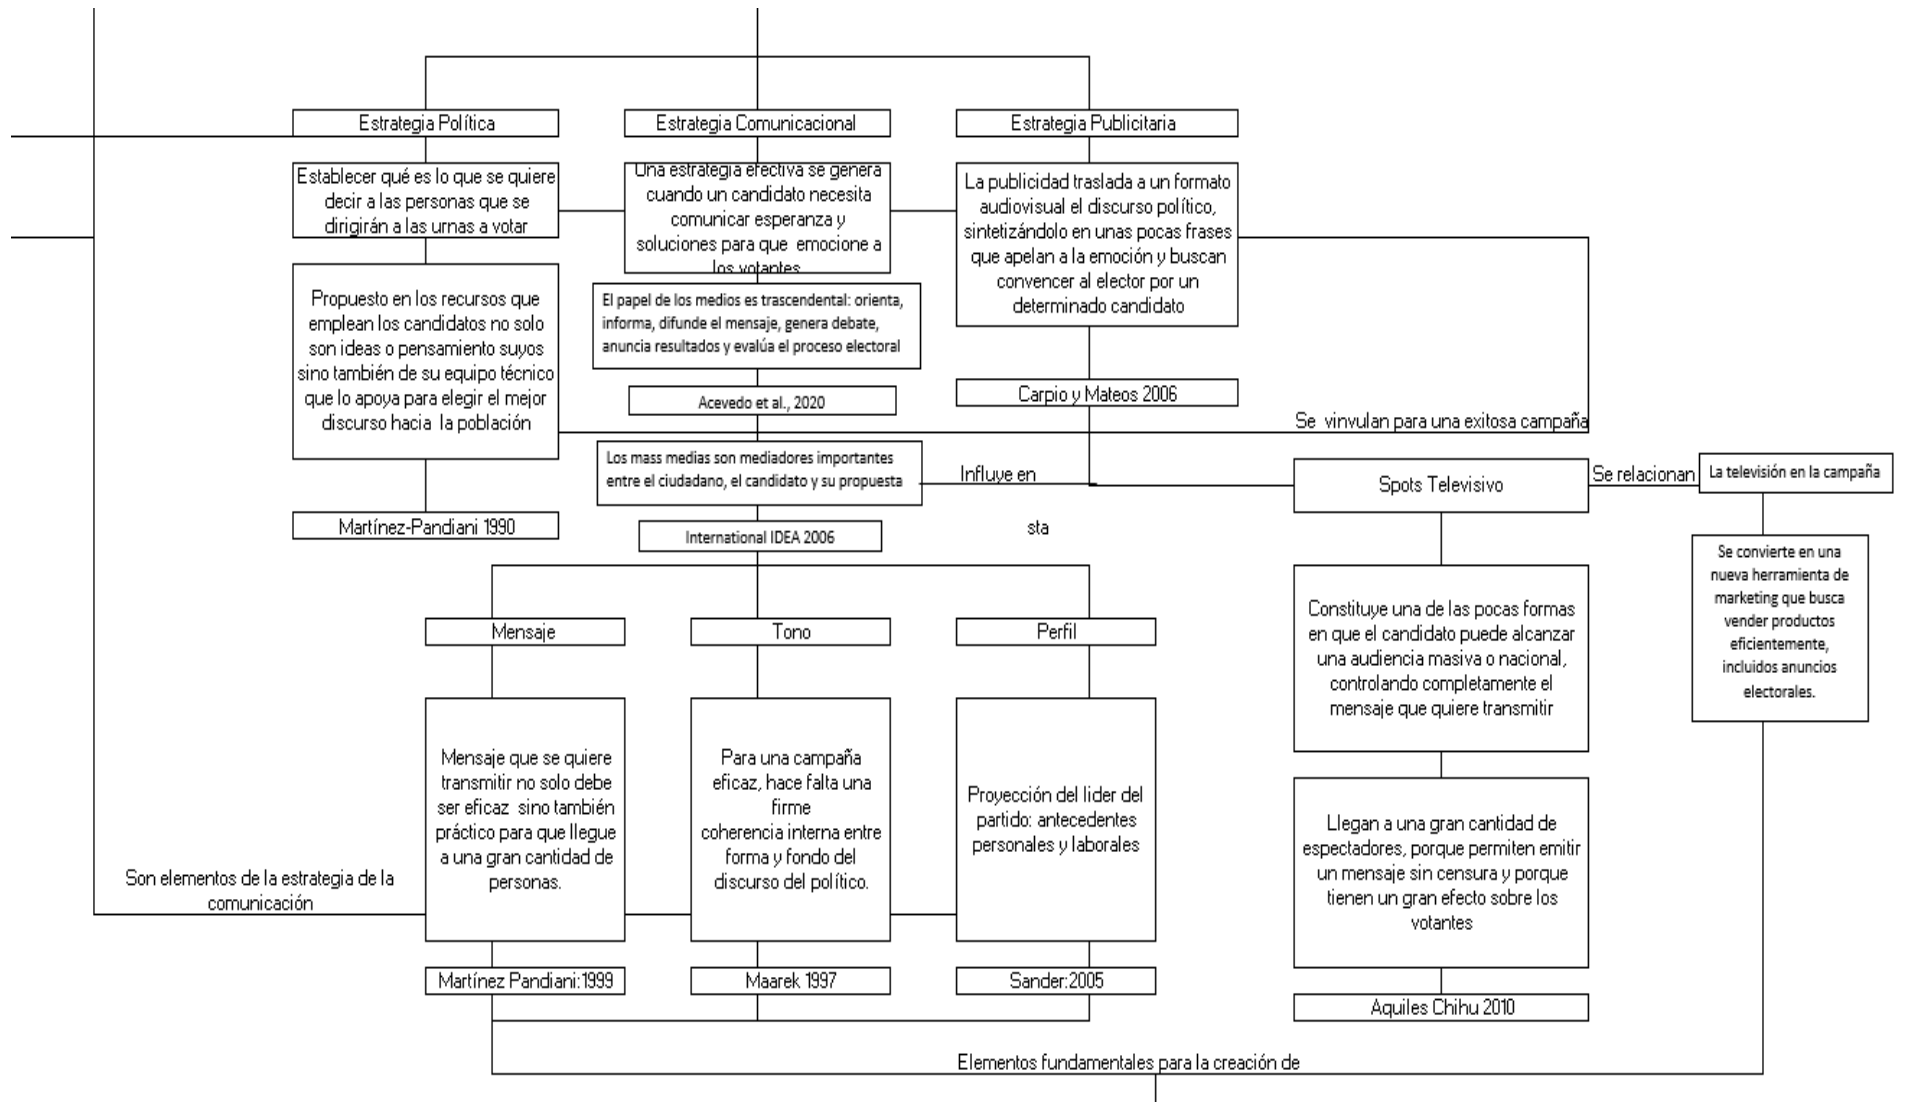 Estrategia Política
Estrategia Comunicacional
Estrategia Publicitaria
Establecer qué es lo que se quiere
decir a las personas que se
dirigirán a las urnas a votar
Una estrategia efectiva se genera
cuando un candidato necesita
comunicar esperanza y
soluciones para que emocione a
los votantes
La publicidad traslada a un formato
audiovisual el discurso político,
sintetizándolo en unas pocas frases
que apelan a la emoción y buscan
convencer al elector por un
determinado candidato
Propuesto en los recursos que
emplean los candidatos no solo
son ideas o pensamiento suyos
sino también de su equipo técnico
que lo apoya para elegir el mejor
discurso hacia la población
El papel de los medios es trascendental: orienta,
informa, difunde el mensaje, genera debate,
anuncia resultados y evalúa el proceso electoral
Acevedo et al., 2020
Carpio y Mateos 2006
Se vinvulan para una exitosa campaña
Los mass medias son mediadores importantes
entre el ciudadano, el candidato y su propuesta
Influye en
Spots Televisivo
Se relacionan
La televisión en la campaña
Martínez-Pandiani 1990
International IDEA 2006
sta
Se convierte en una
nueva herramienta de
marketing que busca
vender productos
eficientemente,
incluidos anuncios
electorales.
Constituye una de las pocas formas
en que el candidato puede alcanzar
una audiencia masiva o nacional,
controlando completamente el
mensaje que quiere transmitir
Mensaje
Tono
Perfil
Mensaje que se quiere
transmitir no solo debe
ser eficaz sino también
práctico para que llegue
a una gran cantidad de
personas.
Para una campaña
eficaz, hace falta una
firme
coherencia interna entre
forma y fondo del
discurso del político.
Proyección del lider del
partido: antecedentes
personales y laborales
Llegan a una gran cantidad de
espectadores, porque permiten emitir
un mensaje sin censura y porque
tienen un gran efecto sobre los
votantes
Son elementos de la estrategia de la
comunicación
Martínez Pandiani:1999
Maarek 1997
Sander:2005
Aquiles Chihu 2010
Elementos fundamentales para la creación de